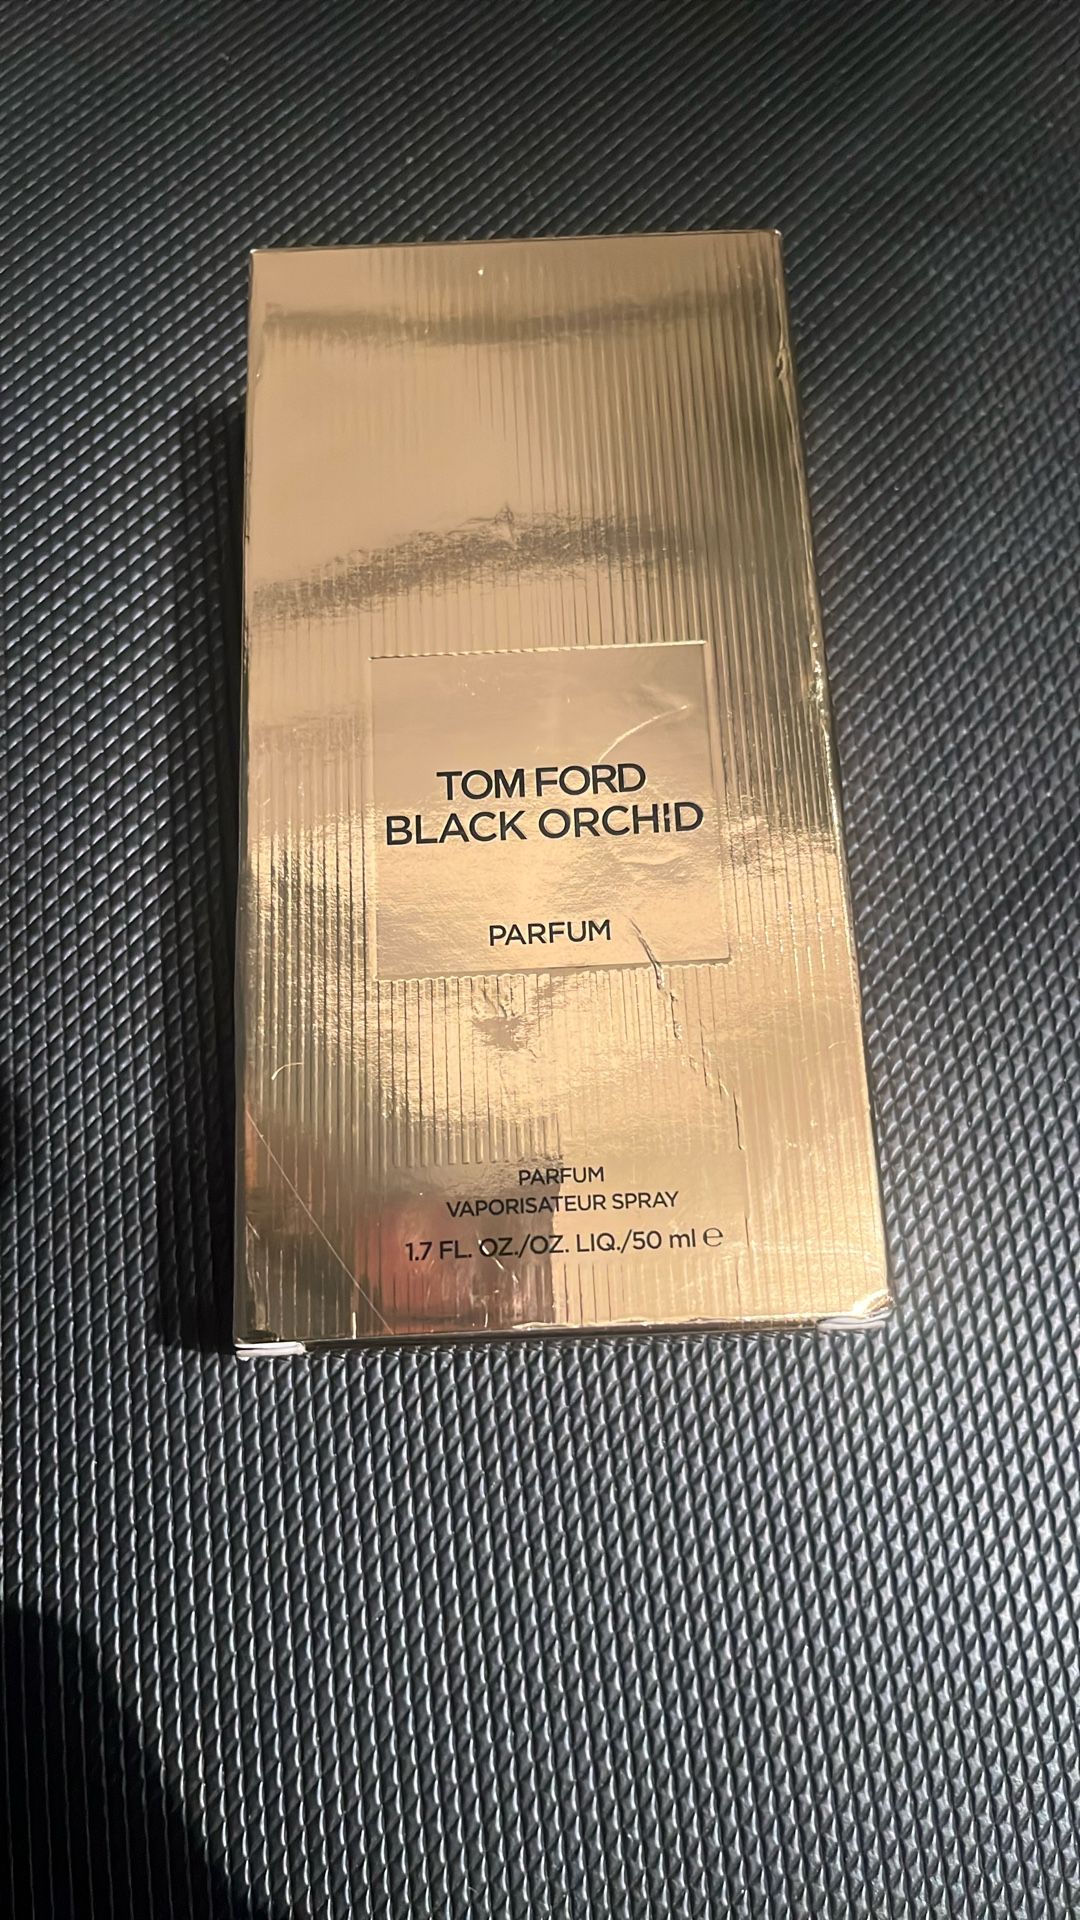 TOM FORD
BLACK ORCHID
PARFUM
PARFUM
VAPORISATEUR SPRAY
1.7 FL. OZ./OZ. LIQ./50 ml ℮